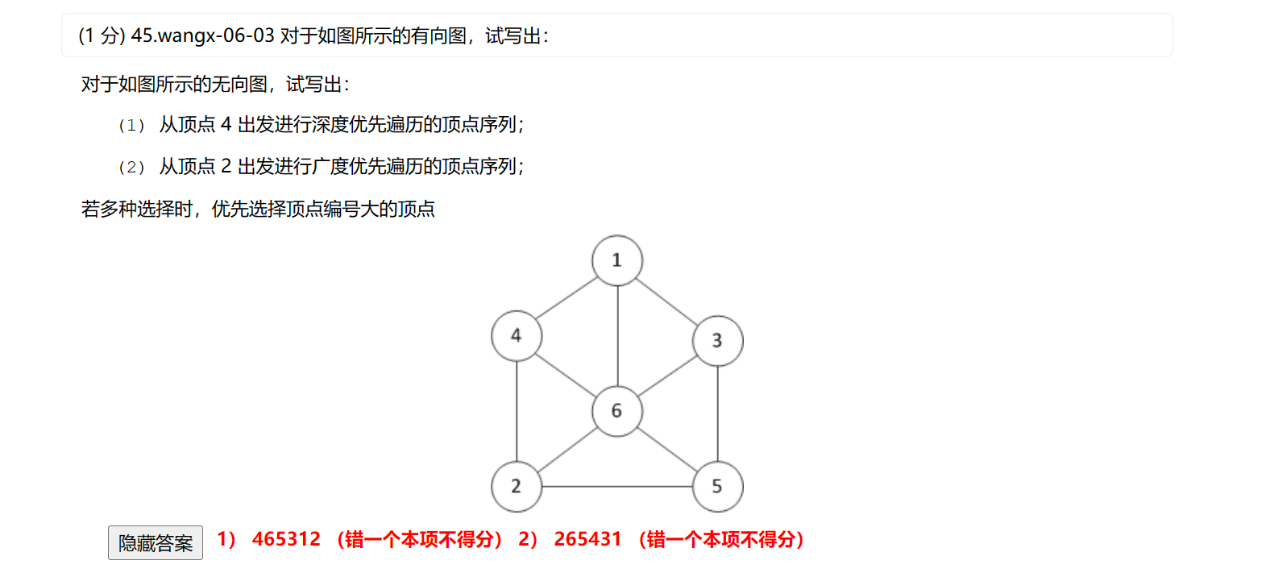 (1 分) 45.wangx-06-03 对于如图所示的有向图，试写出：
对于如图所示的无向图，试写出：
（1） 从顶点 4 出发进行深度优先遍历的顶点序列；
（2） 从顶点 2 出发进行广度优先遍历的顶点序列；
若多种选择时，优先选择顶点编号大的顶点
1
4
3
6
2
5
隐藏答案 1） 465312 （错一个本项不得分） 2） 265431 （错一个本项不得分）